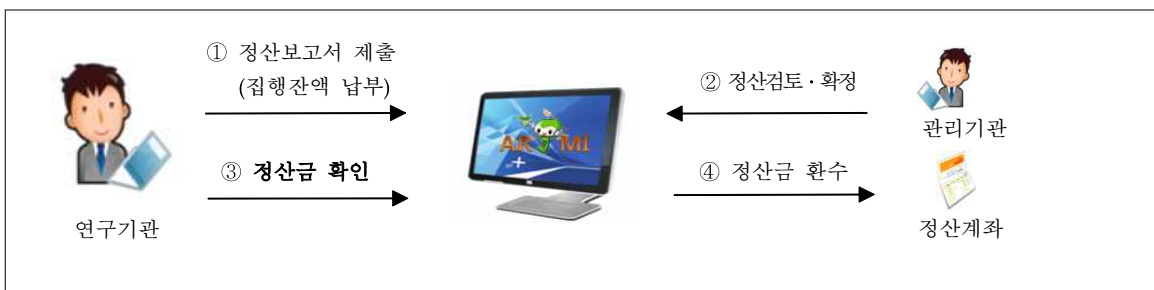 ① 정산보고서 제출
(집행잔액 납부)
② 정산검토·확정
관리기관
③ 정산금 확인
④ 정산금 환수
연구기관
정산계좌